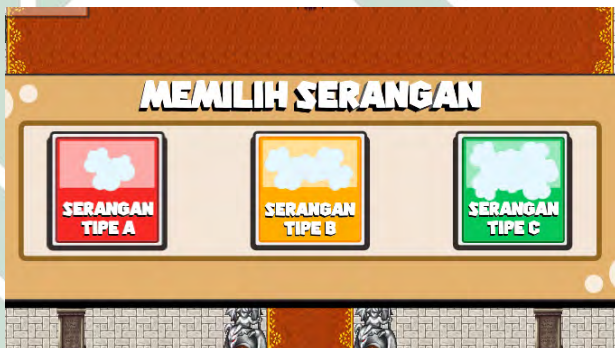 MEMILIH SERANGAN
SERANGAN
TIPE A
SERANGAN
TIPE B
SERANGAN
TIPE C